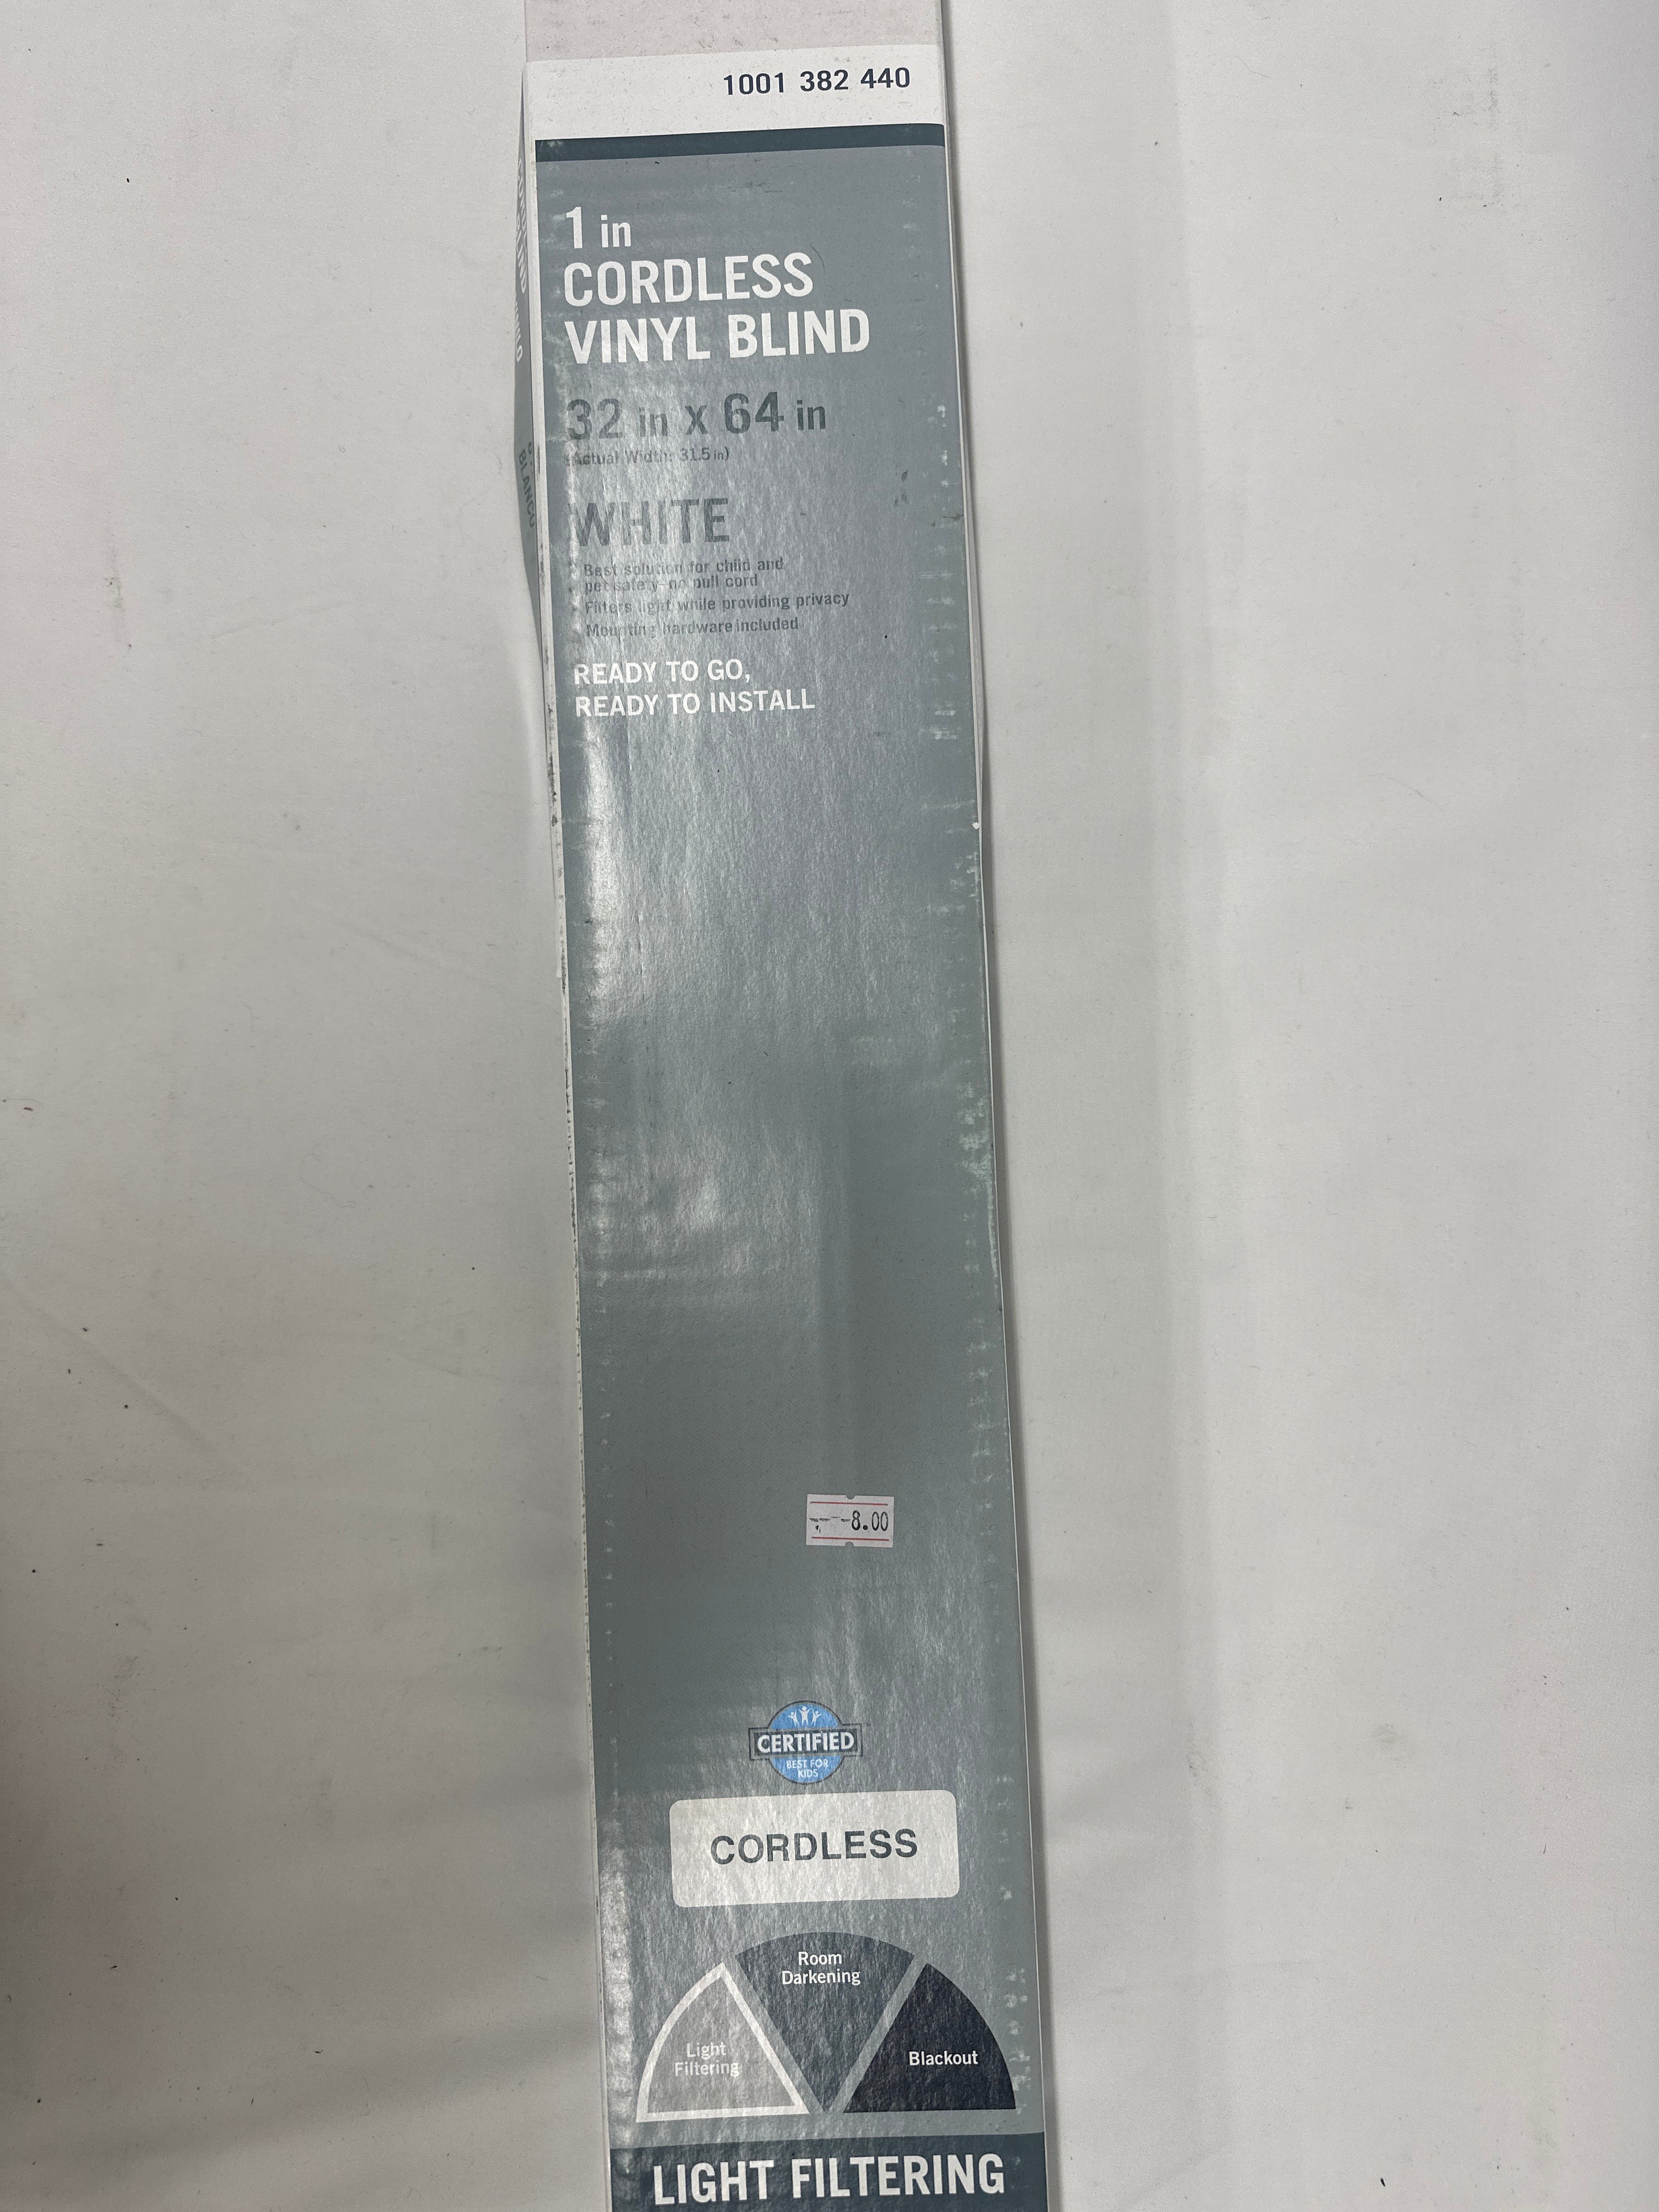 1001 382 440
1 in
CORDLESS
VINYL BLIND
32 in x 64 in
(Actual Width: 31.5 in)
WHITE
Best solution for child and
pet safety-no pull cord
Filters light while providing privacy
Mounting hardware included
READY TO GO,
READY TO INSTALL
BLANCO
8.00
CERTIFIED
BEST FOR
KIDS
CORDLESS
Room
Darkening
Light
Filtering
Blackout
LIGHT FILTERING